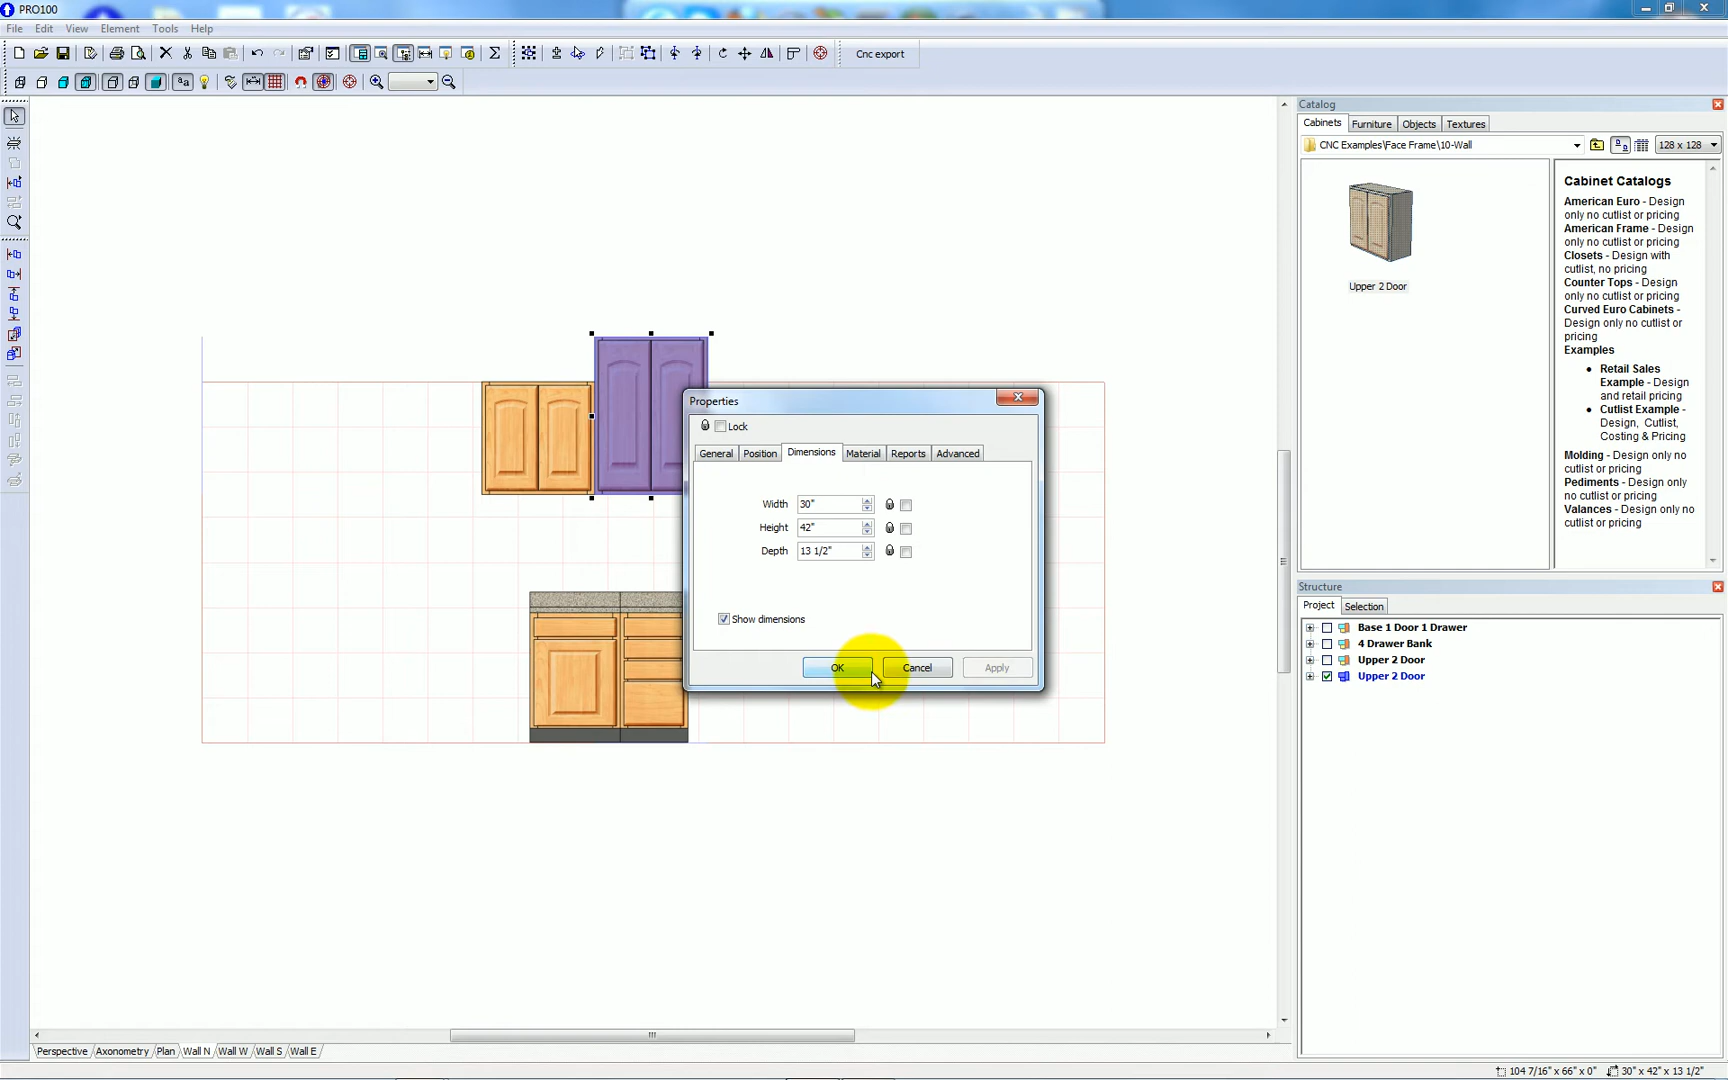 PRO100
File Edit View Element Tools Help
Cnc export
Catalog
Cabinets Furniture Objects Textures
CNC Examples\Face Frame\10-Wall
128 x 128
Upper 2 Door
Cabinet Catalogs
American Euro - Design
only no cutlist or pricing
American Frame - Design
only no cutlist or pricing
Closets - Design with
cutlist, no pricing
Counter Tops - Design
only no cutlist or pricing
Curved Euro Cabinets -
Design only no cutlist or
pricing
Examples
Retail Sales
Example - Design
and retail pricing
Cutlist Example -
Design, Cutlist,
Costing & Pricing
Molding - Design only no
cutlist or pricing
Pediments - Design only no
cutlist or pricing
Valances - Design only no
cutlist or pricing
Properties
Lock
General Position Dimensions Material Reports Advanced
Width 30"
Height 42"
Depth 13 1/2"
Show dimensions
OK Cancel Apply
Structure
Project Selection
Base 1 Door 1 Drawer
4 Drawer Bank
Upper 2 Door
Upper 2 Door
Perspective Axonometry Plan Wall N Wall W Wall S Wall E
104 7/16" x 66" x 0" 30" x 42" x 13 1/2"